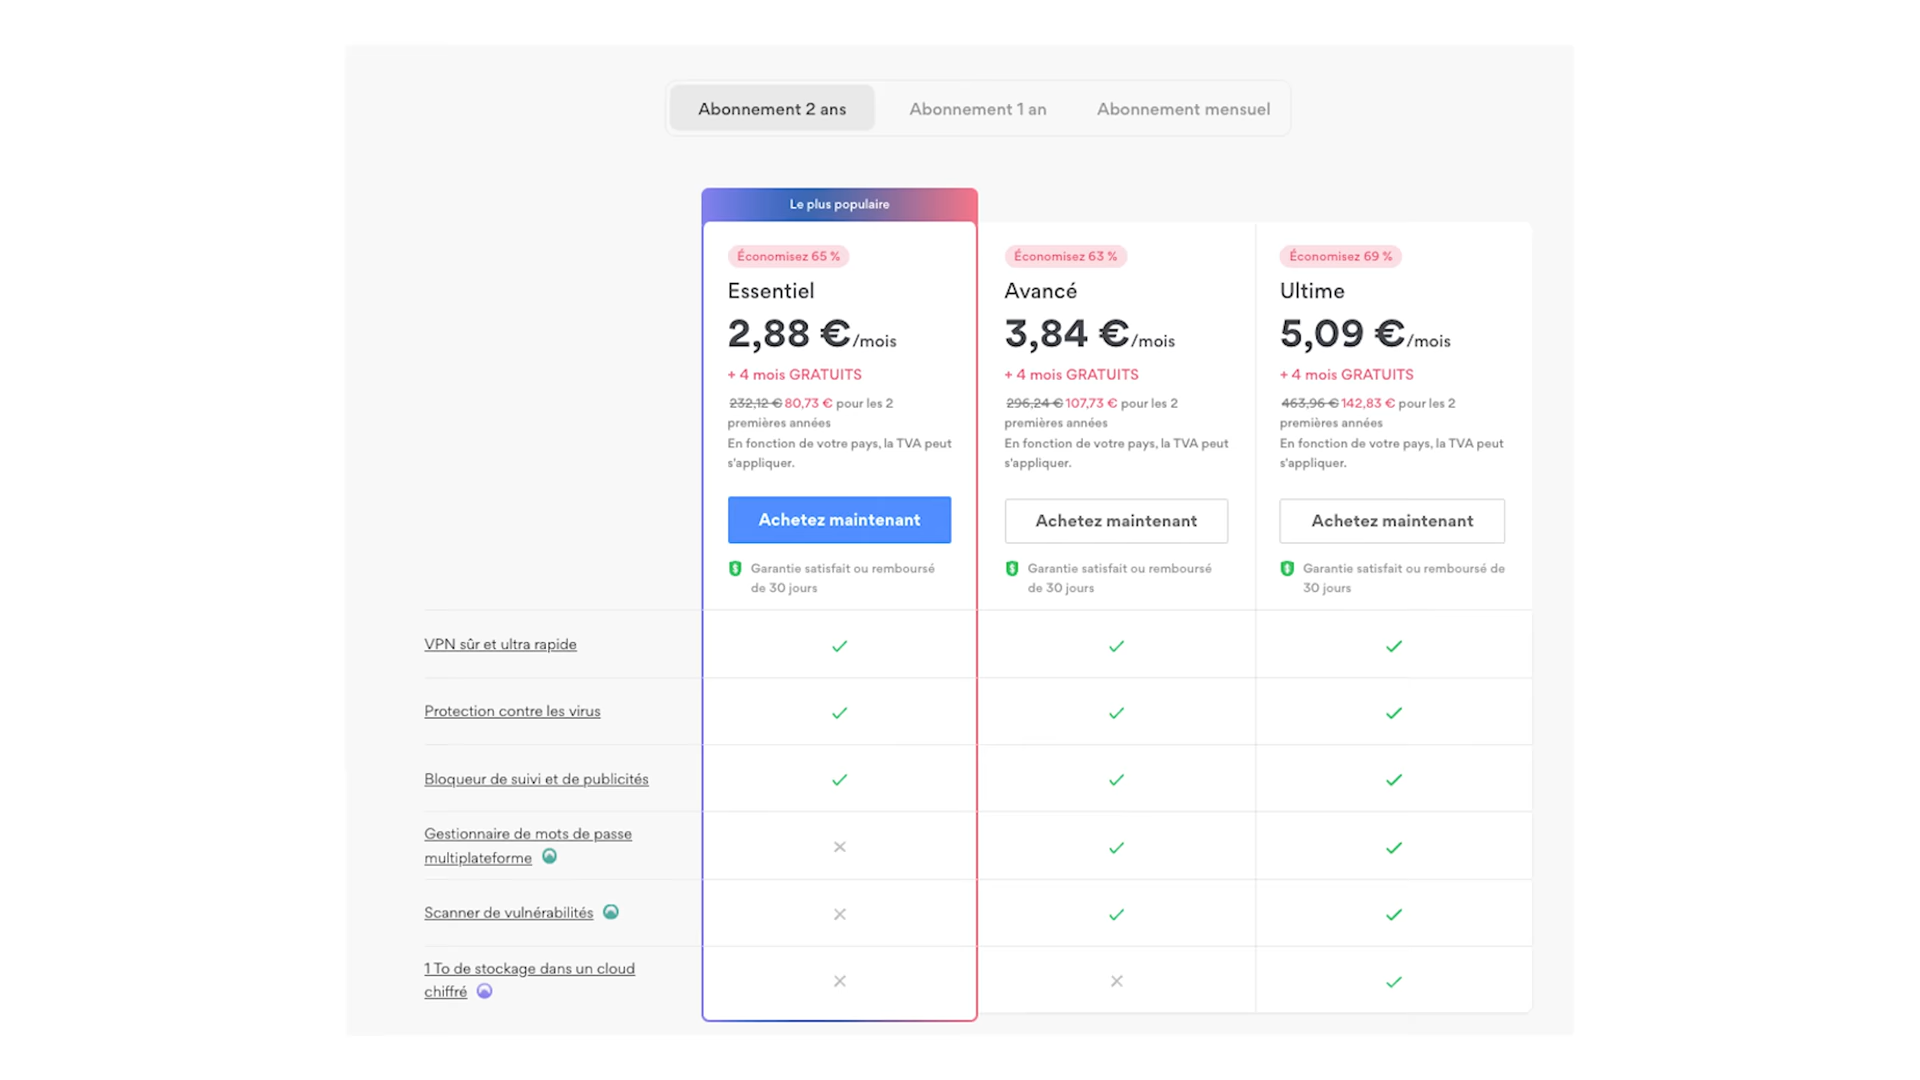 Abonnement 2 ans
Abonnement 1 an
Abonnement mensuel
Le plus populaire
Économisez 65 %
Essentiel
2,88 €/mois
+ 4 mois GRATUITS
232,12 € 80,73 € pour les 2
premières années
En fonction de votre pays, la TVA peut
s'appliquer.
Achetez maintenant
Garantie satisfait ou remboursé
de 30 jours
Économisez 63 %
Avancé
3,84 €/mois
+ 4 mois GRATUITS
296,24 € 107,73 € pour les 2
premières années
En fonction de votre pays, la TVA peut
s'appliquer.
Achetez maintenant
Garantie satisfait ou remboursé
de 30 jours
Économisez 69 %
Ultime
5,09 €/mois
+ 4 mois GRATUITS
463,96 € 142,83 € pour les 2
premières années
En fonction de votre pays, la TVA peut
s'appliquer.
Achetez maintenant
Garantie satisfait ou remboursé de
30 jours
VPN sûr et ultra rapide
Protection contre les virus
Bloqueur de suivi et de publicités
Gestionnaire de mots de passe
multiplateforme
Scanner de vulnérabilités
1 To de stockage dans un cloud
chiffré